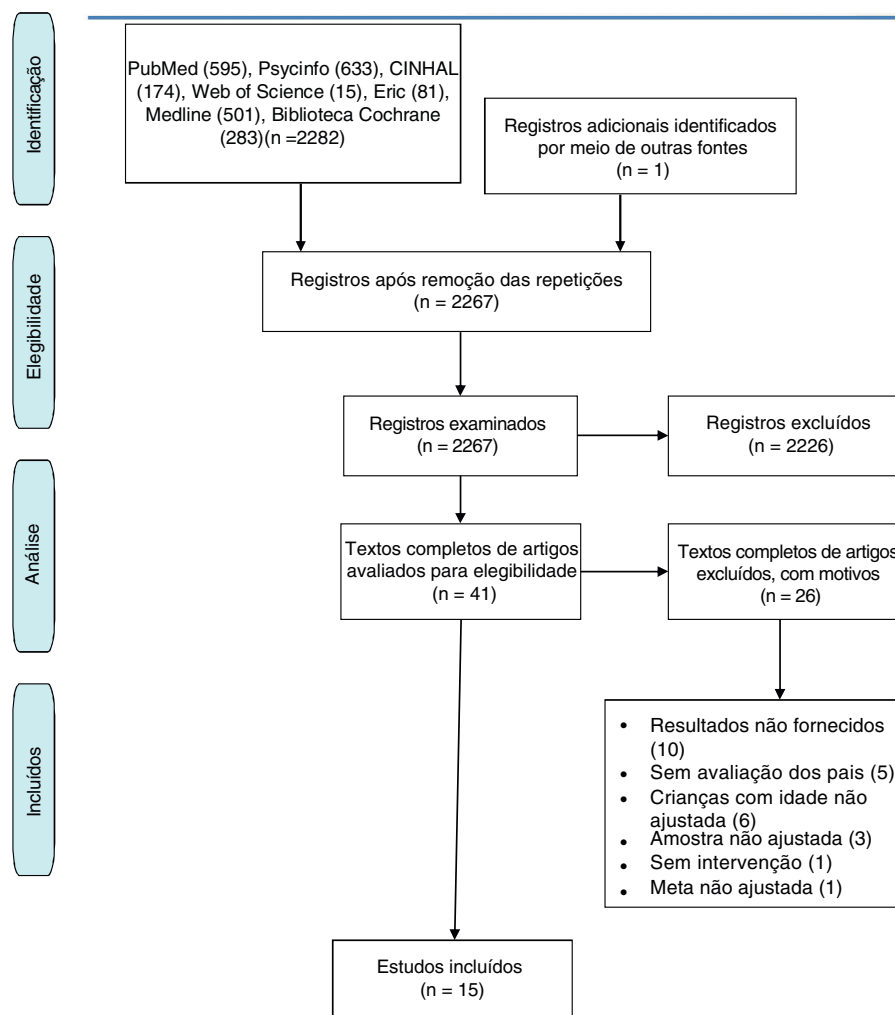 Identificação
PubMed (595), Psycinfo (633), CINHAL
(174), Web of Science (15), Eric (81),
Medline (501), Biblioteca Cochrane
(283)(n =2282)
Registros adicionais identificados
por meio de outras fontes
(n = 1)
Elegibilidade
Registros após remoção das repetições
(n = 2267)
Registros examinados
(n = 2267)
Registros excluídos
(n = 2226)
Análise
Textos completos de artigos
avaliados para elegibilidade
(n = 41)
Textos completos de artigos
excluídos, com motivos
(n = 26)
Incluídos
• Resultados não fornecidos
(10)
• Sem avaliação dos pais (5)
• Crianças com idade não
ajustada (6)
• Amostra não ajustada (3)
• Sem intervenção (1)
• Meta não ajustada (1)
Estudos incluídos
(n = 15)